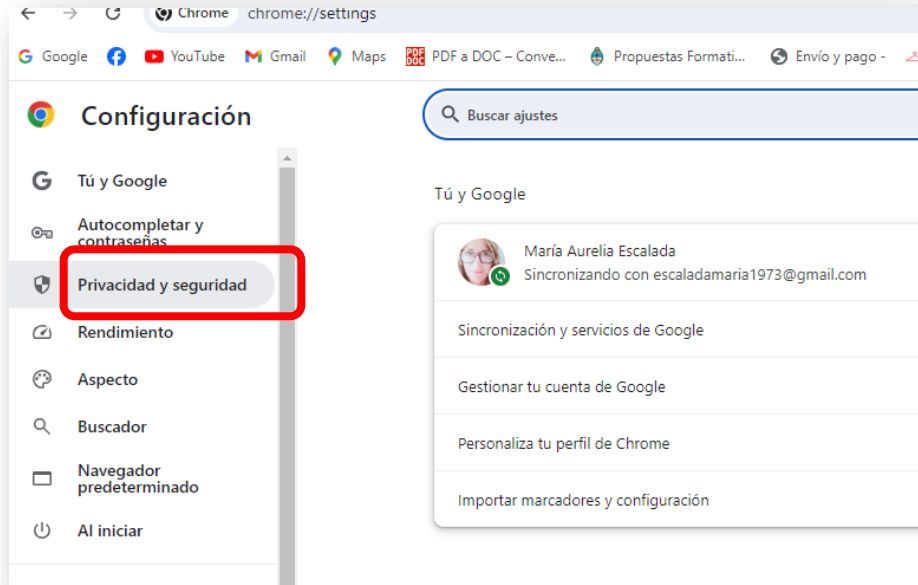 Chrome chrome://settings
Google YouTube Gmail Maps PDF DOC PDF a DOC – Conve... Propuestas Formati... Envío y pago -
Configuración
Buscar ajustes
Tú y Google
Autocompletar y
contraseñas
Privacidad y seguridad
Rendimiento
Aspecto
Buscador
Navegador
predeterminado
Al iniciar
Tú y Google
María Aurelia Escalada
Sincronizando con escaladamaria1973@gmail.com
Sincronización y servicios de Google
Gestionar tu cuenta de Google
Personaliza tu perfil de Chrome
Importar marcadores y configuración